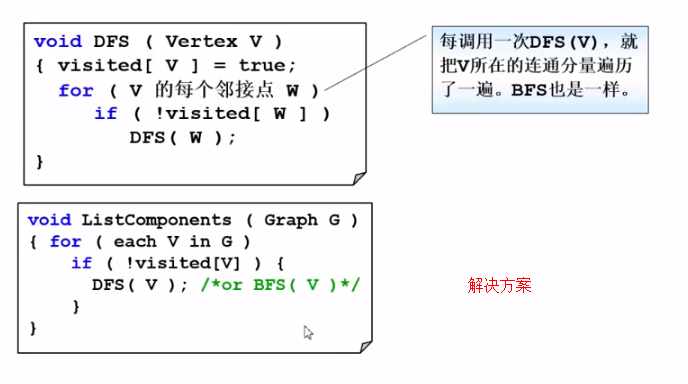 void DFS ( Vertex V )
{ visited[ V ] = true;
for ( V 的每个邻接点 W )
if ( !visited[ W ] )
DFS( W );
}
每调用一次DFS(V)，就
把V所在的连通分量遍历
了一遍。BFS也是一样。
void ListComponents ( Graph G )
{ for ( each V in G )
if ( !visited[V] ) {
DFS( V ); /*or BFS( V )*/
}
}
解决方案